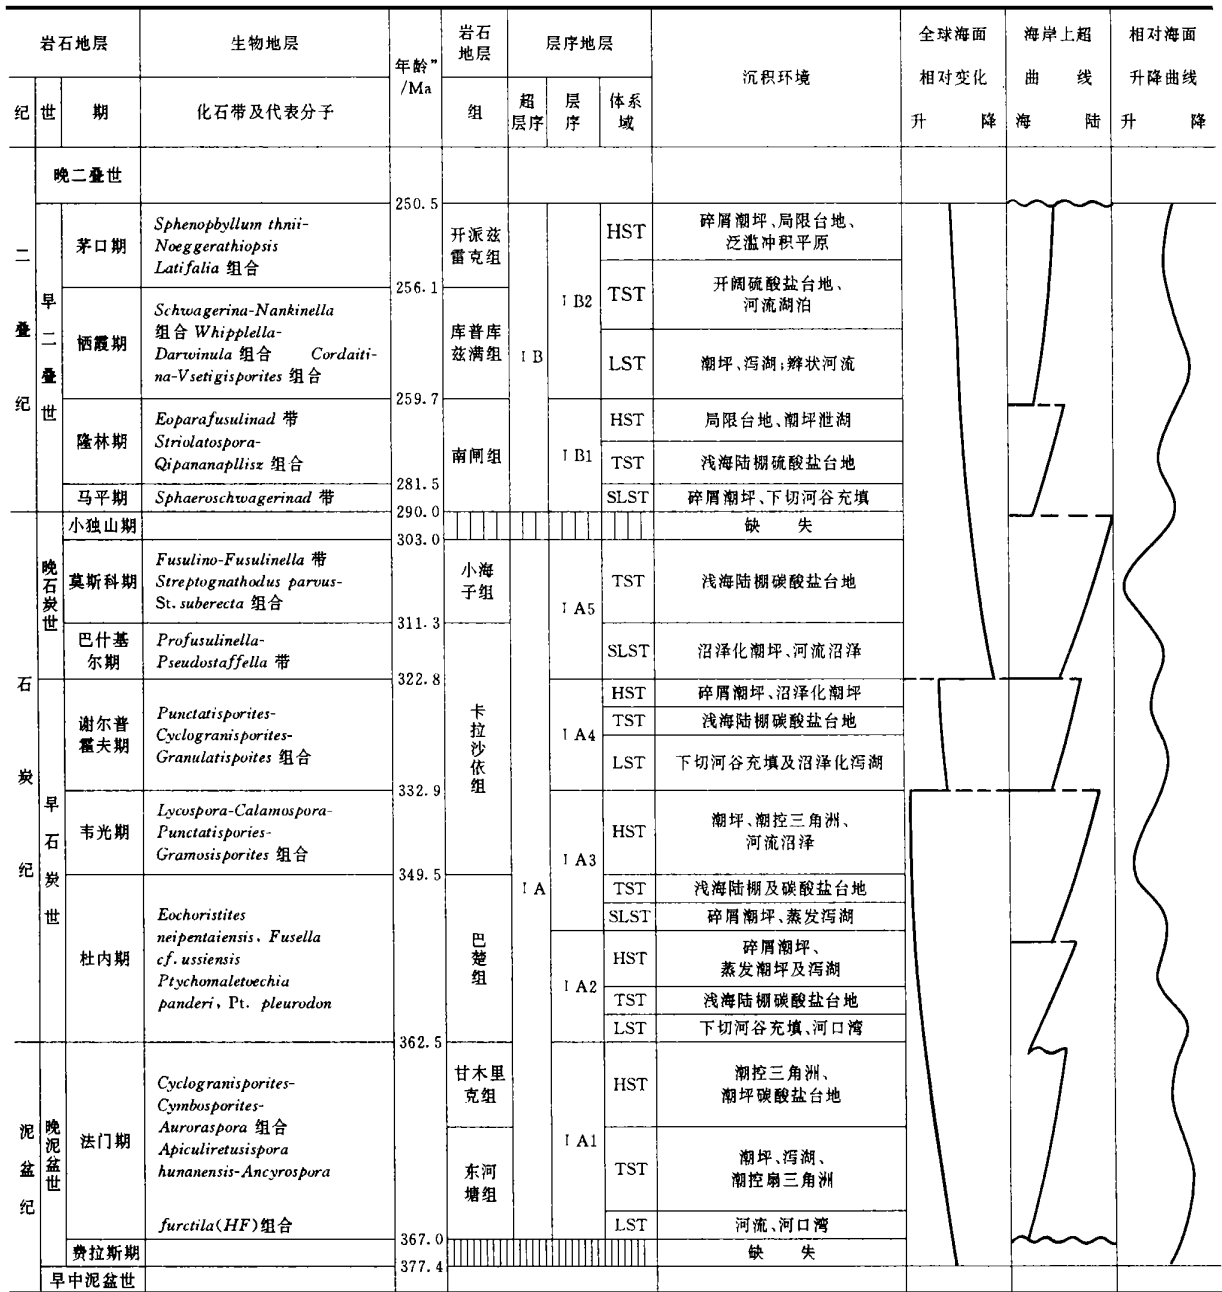 岩石地层 生物地层 年龄" /Ma 岩石地层 层序地层 沉积环境 全球海面相对变化 海岸上超曲线 相对海面升降曲线
纪 世 期 化石带及代表分子 组 超层序 层序 体系域 升 降 海 陆 升 降
晚二叠世
250.5
二叠纪
早二叠世
茅口期
Sphenopbyllum thnii-
Noeggerathiopsis
Latifalia 组合
开派兹
雷克组
HST
碎屑潮坪、局限台地、
泛滥冲积平原
256.1
TST
开阔硫酸盐台地、
河流湖泊
Ⅰ B
Ⅰ B2
栖霞期
Schwagerina-Nankinella
组合 Whipplella-
Darwinula 组合 Cordaiti-
na-Vsetigisporites 组合
库普库
兹满组
LST
潮坪、泻湖;辫状河流
259.7
隆林期
Eoparafusulinad 带
Striolatospora-
Qipananapllisz 组合
南闸组
Ⅰ B1
HST
局限台地、潮坪泄湖
TST
浅海陆棚硫酸盐台地
281.5
马平期
Sphaeroschwagerinad 带
SLST
碎屑潮坪、下切河谷充填
290.0
小独山期
缺 失
303.0
石炭纪
晚石炭世
莫斯科期
Fusulino-Fusulinella 带
Streptognathodus parvus-
St. suberecta 组合
小海
子组
Ⅰ A5
TST
浅海陆棚碳酸盐台地
311.3
巴什基
尔期
Profusulinella-
Pseudostaffella 带
SLST
沼泽化潮坪、河流沼泽
322.8
早石炭世
谢尔普
霍夫期
Punctatisporites-
Cyclogranisporites-
Granulatispoites 组合
卡拉沙依组
Ⅰ A4
HST
碎屑潮坪、沼泽化潮坪
TST
浅海陆棚碳酸盐台地
LST
下切河谷充填及沼泽化泻湖
332.9
韦光期
Lycospora-Calamospora-
Punctatispories-
Gramosisporites 组合
Ⅰ A3
HST
潮坪、潮控三角洲、
河流沼泽
349.5
Ⅰ A
TST
浅海陆棚及碳酸盐台地
SLST
碎屑潮坪、蒸发泻湖
杜内期
Eochoristites
neipentaiensis, Fusella
cf. ussiensis
Ptychomaletoechia
panderi, Pt. pleurodon
巴楚组
Ⅰ A2
HST
碎屑潮坪、
蒸发潮坪及泻湖
TST
浅海陆棚碳酸盐台地
LST
下切河谷充填、河口湾
362.5
泥盆纪
晚泥盆世
法门期
Cyclogranisporites-
Cymbosporites-
Auroraspora 组合
Apiculiretusispora
hunanensis-Ancyrospora
furctila(HF)组合
甘木里
克组
东河
塘组
Ⅰ A1
HST
潮控三角洲、
潮坪碳酸盐台地
TST
潮坪、泻湖、
潮控扇三角洲
LST
河流、河口湾
367.0
费拉斯期
缺 失
377.4
早中泥盆世